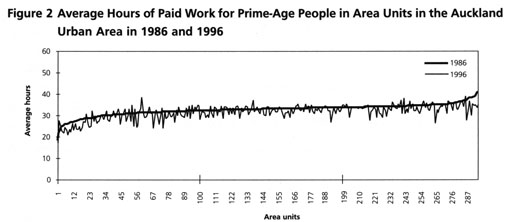 Figure 2 Average Hours of Paid Work for Prime-Age People in Area Units in the Auckland
Urban Area in 1986 and 1996
60
50
40
30
20
10
0
Average hours
1986
1996
1 12 23 34 45 56 67 78 89 100 111 122 133 144 155 166 177 188 199 210 221 232 243 254 265 276 287
Area units